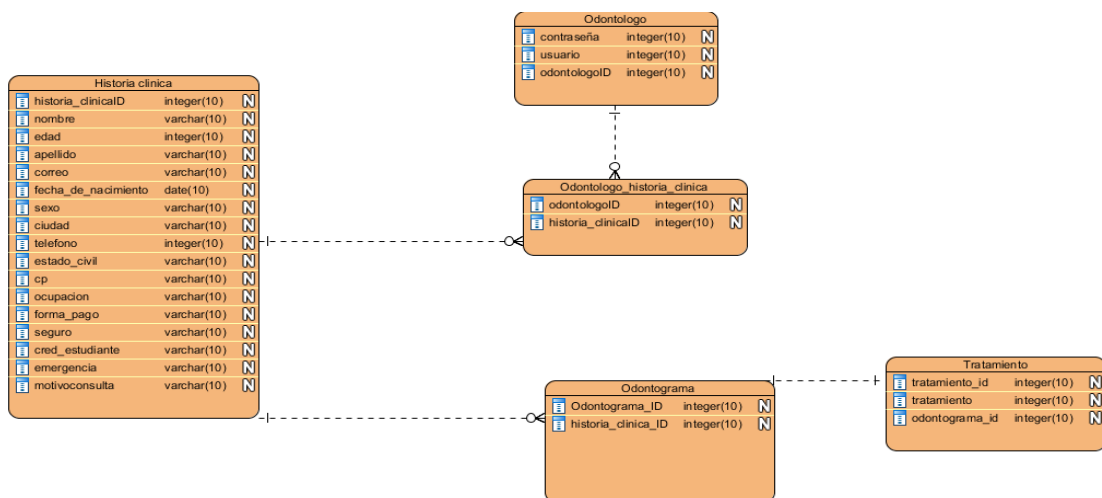 Odontologo
contraseña integer(10) N
usuario integer(10) N
odontologoID integer(10) N
Historia clinica
historia_clinicaID integer(10) N
nombre varchar(10) N
edad integer(10) N
apellido varchar(10) N
correo varchar(10) N
fecha_de_nacimiento date(10) N
sexo varchar(10) N
ciudad varchar(10) N
telefono integer(10) N
estado_civil varchar(10) N
cp varchar(10) N
ocupacion varchar(10) N
forma_pago varchar(10) N
seguro varchar(10) N
cred_estudiante varchar(10) N
emergencia varchar(10) N
motivoconsulta varchar(10) N
Odontologo_historia_clinica
odontologoID integer(10) N
historia_clinicaID integer(10) N
Odontograma
Odontograma_ID integer(10) N
historia_clinica_ID integer(10) N
Tratamiento
tratamiento_id integer(10) N
tratamiento integer(10) N
odontograma_id integer(10) N